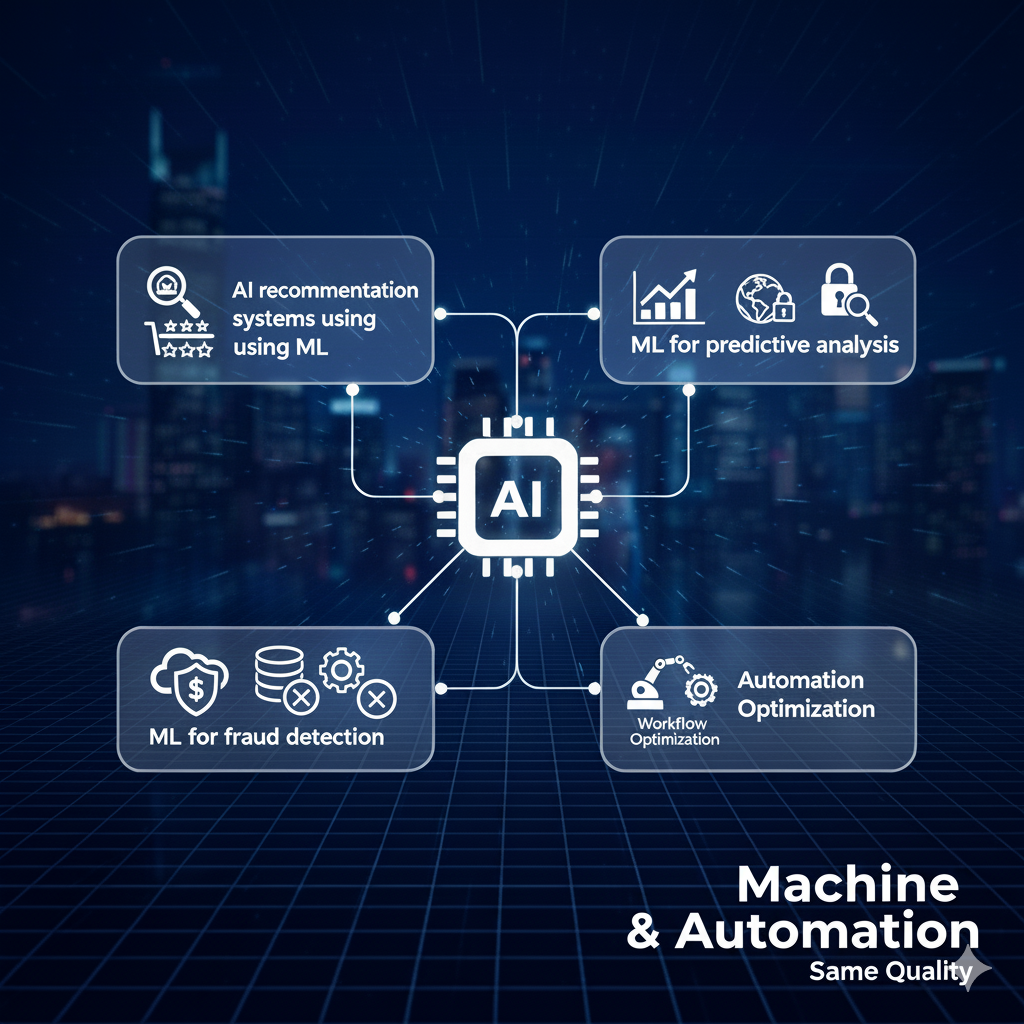 AI recommentation
systems using
using ML
ML for predictive analysis
AI
$
ML for fraud detection
Workflow
Optimization
Automation
Optimization
Machine
& Automation
Same Quality